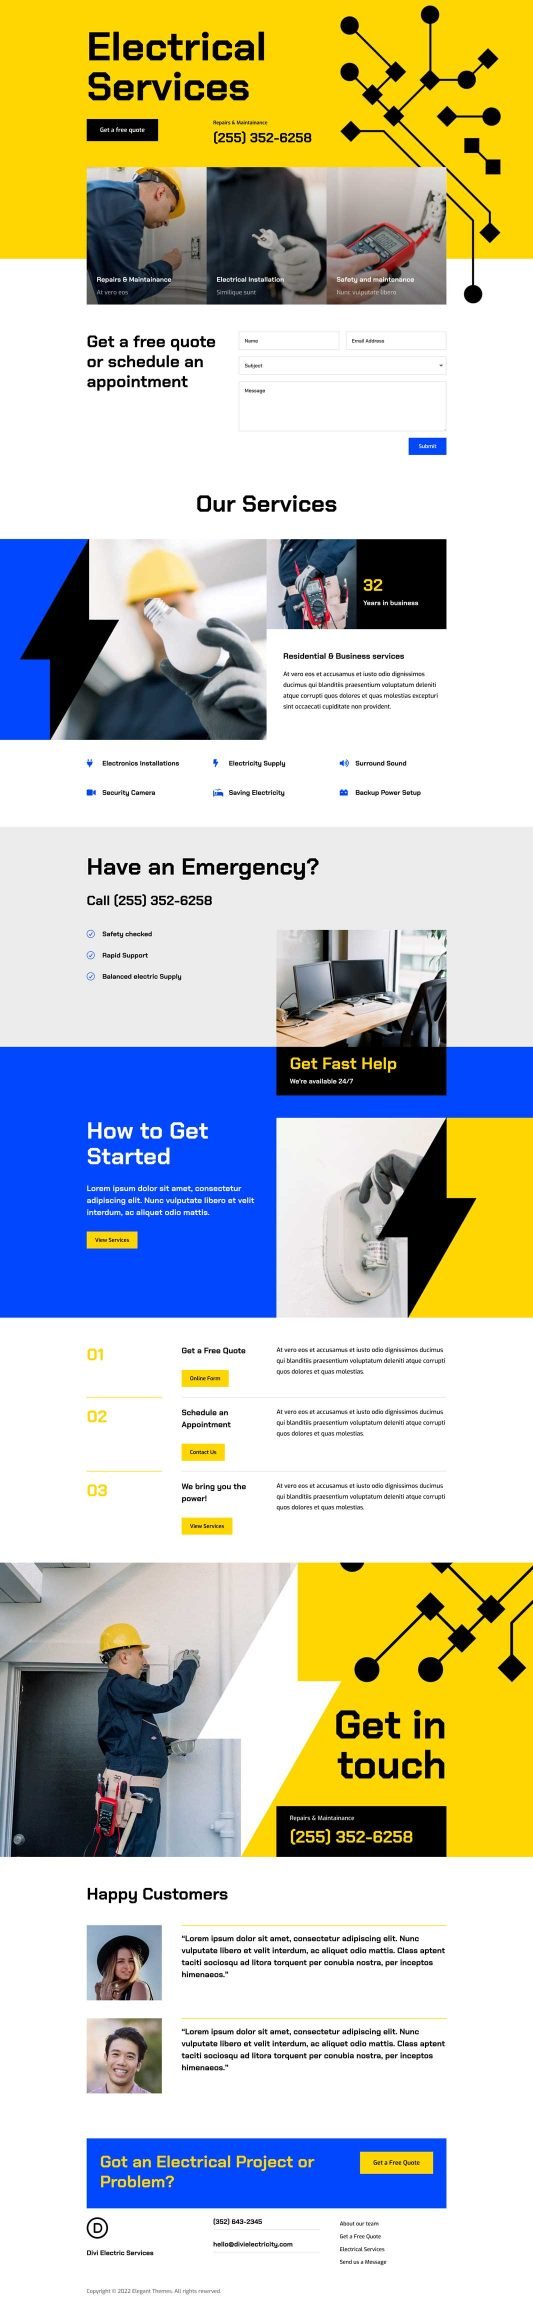 Electrical
Services
Get a free quote
Repairs & Maintainance
(255) 352-6258
Repairs & Maintainance
At vero eos
Electrical Installation
Similique sunt
Safety and maintenance
Nunc vulputate libero
Get a free quote
or schedule an
appointment
Name
Email Address
Subject
Message
Submit
Our Services
32
Years in business
Residential & Business services
At vero eos et accusamus et iusto odio dignissimos
ducimus qui blanditiis praesentium voluptatum deleniti
atque corrupti quos dolores et quas molestias excepturi
sint occaecati cupiditate non provident.
Electronics Installations
Electricity Supply
Surround Sound
Security Camera
Saving Electricity
Backup Power Setup
Have an Emergency?
Call (255) 352-6258
Safety checked
Rapid Support
Balanced electric Supply
Get Fast Help
We're available 24/7
How to Get
Started
Lorem ipsum dolor sit amet, consectetur
adipiscing elit. Nunc vulputate libero et velit
interdum, ac aliquet odio mattis.
View Services
01
Get a Free Quote
Online Form
At vero eos et accusamus et iusto odio dignissimos ducimus
qui blanditiis praesentium voluptatum deleniti atque corrupti
quos dolores et quas molestias.
02
Schedule an
Appointment
Contact Us
At vero eos et accusamus et iusto odio dignissimos ducimus
qui blanditiis praesentium voluptatum deleniti atque corrupti
quos dolores et quas molestias.
03
We bring you the
power!
View Services
At vero eos et accusamus et iusto odio dignissimos ducimus
qui blanditiis praesentium voluptatum deleniti atque corrupti
quos dolores et quas molestias.
Get in
touch
Repairs & Maintainance
(255) 352-6258
Happy Customers
“Lorem ipsum dolor sit amet, consectetur adipiscing elit. Nunc
vulputate libero et velit interdum, ac aliquet odio mattis. Class aptent
taciti sociosqu ad litora torquent per conubia nostra, per inceptos
himenaeos.”
“Lorem ipsum dolor sit amet, consectetur adipiscing elit. Nunc
vulputate libero et velit interdum, ac aliquet odio mattis. Class aptent
taciti sociosqu ad litora torquent per conubia nostra, per inceptos
himenaeos.”
Got an Electrical Project or
Problem?
Get a Free Quote
D
Divi Electric Services
(352) 643-2345
hello@divielectricity.com
About our team
Get a Free Quote
Electrical Services
Send us a Message
Copyright © 2022 Elegant Themes. All rights reserved.